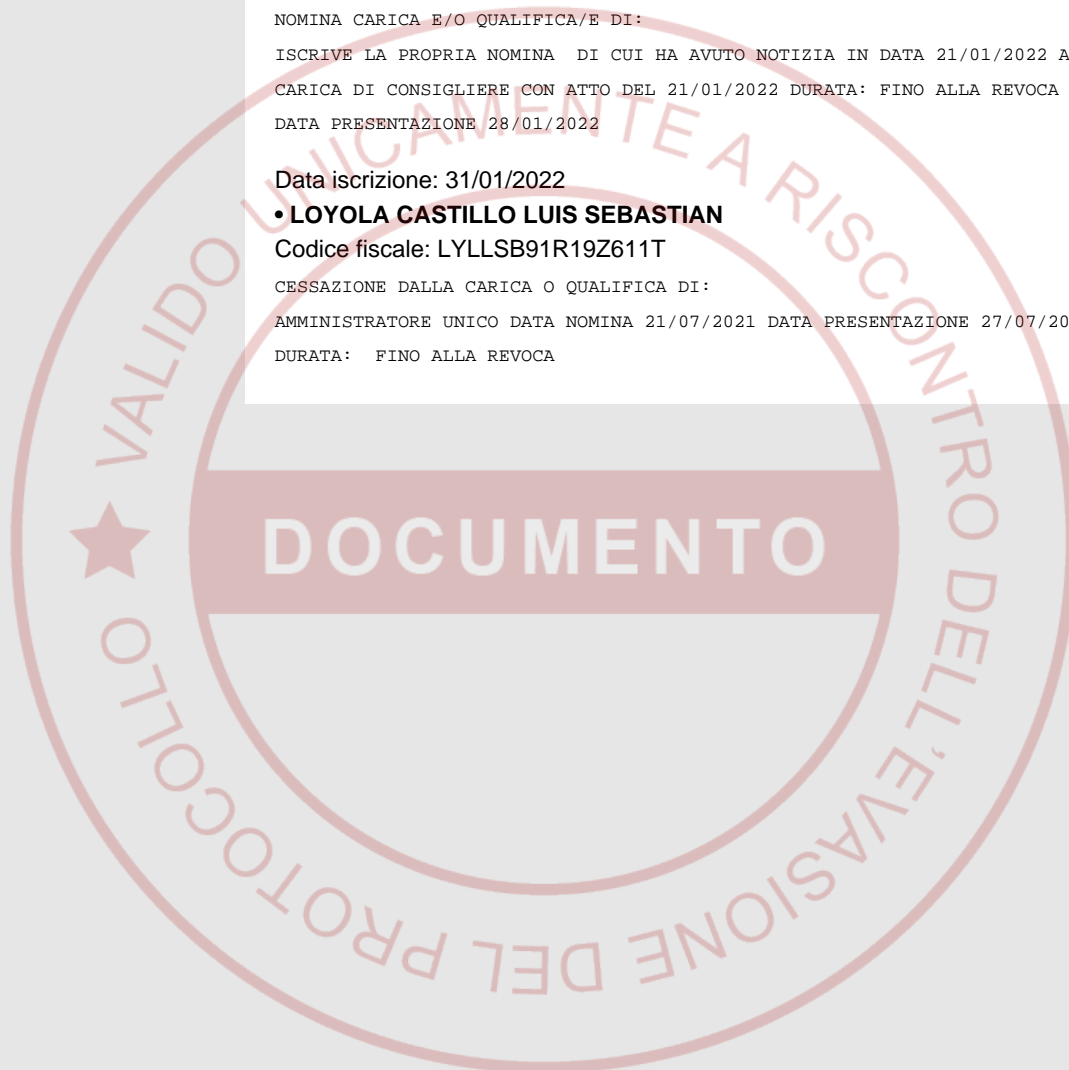 NOMINA CARICA E/O QUALIFICA/E DI:
ISCRIVE LA PROPRIA NOMINA DI CUI HA AVUTO NOTIZIA IN DATA 21/01/2022 A
CARICA DI CONSIGLIERE CON ATTO DEL 21/01/2022 DURATA: FINO ALLA REVOCA
DATA PRESENTAZIONE 28/01/2022
Data iscrizione: 31/01/2022
• LOYOLA CASTILLO LUIS SEBASTIAN
Codice fiscale: LYLLSB91R19Z611T
CESSAZIONE DALLA CARICA O QUALIFICA DI:
AMMINISTRATORE UNICO DATA NOMINA 21/07/2021 DATA PRESENTAZIONE 27/07/20
DURATA: FINO ALLA REVOCA
VALIDO UNICAMENTE A RISCONTRO DELL'EVASIONE DEL PROTOCOLLO
DOCUMENTO